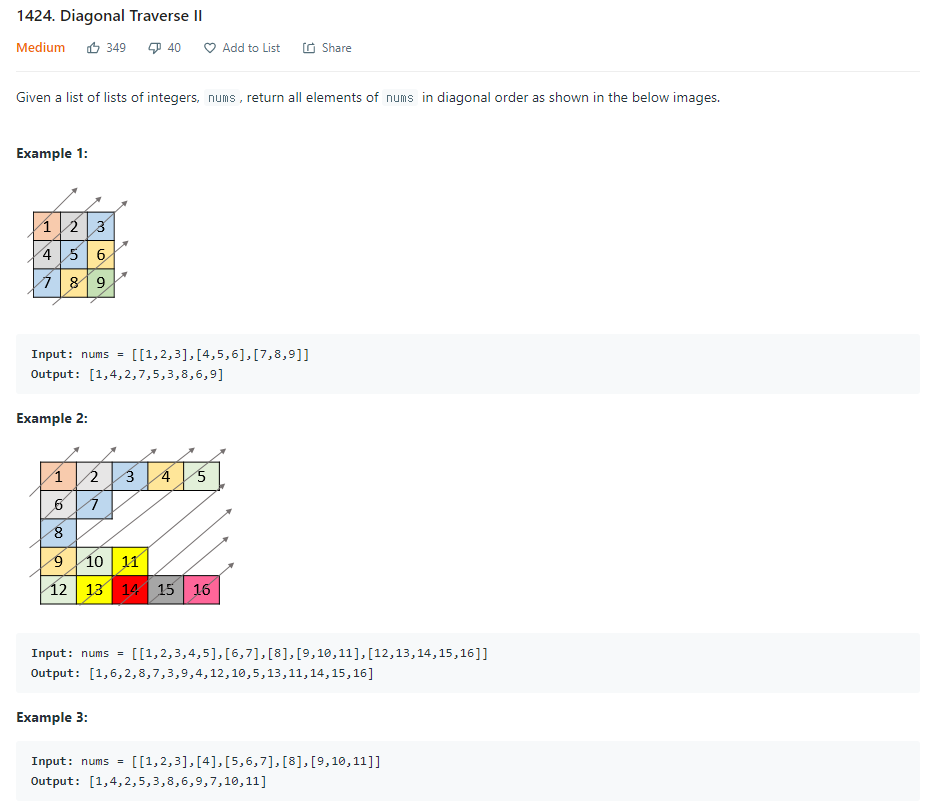 1424. Diagonal Traverse II
Medium 349 40 Add to List Share
Given a list of lists of integers, nums , return all elements of nums in diagonal order as shown in the below images.
Example 1:
1 2 3
4 5 6
7 8 9
Input: nums = [[1,2,3],[4,5,6],[7,8,9]]
Output: [1,4,2,7,5,3,8,6,9]
Example 2:
1 2 3 4 5
6 7
8
9 10 11
12 13 14 15 16
Input: nums = [[1,2,3,4,5],[6,7],[8],[9,10,11],[12,13,14,15,16]]
Output: [1,6,2,8,7,3,9,4,12,10,5,13,11,14,15,16]
Example 3:
Input: nums = [[1,2,3],[4],[5,6,7],[8],[9,10,11]]
Output: [1,4,2,5,3,8,6,9,7,10,11]